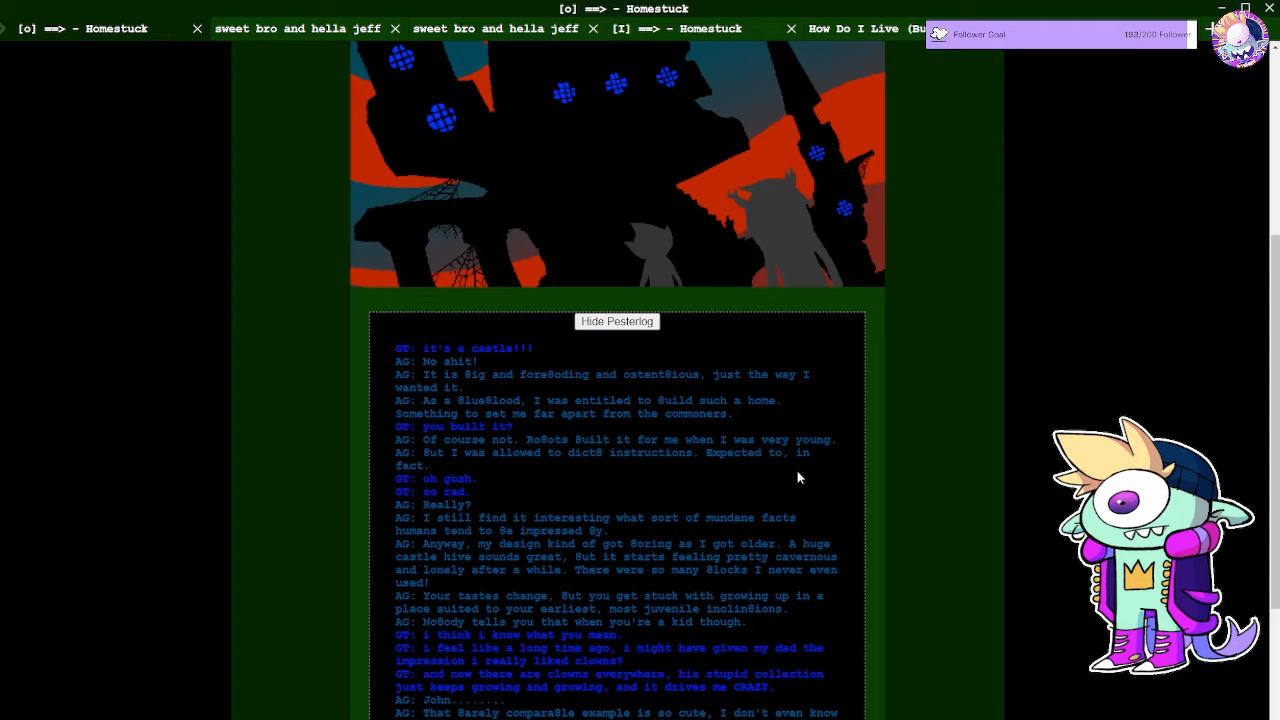 [o] ==> - Homestuck
[o] ==> - Homestuck
sweet bro and hella jeff
sweet bro and hella jeff
[I] ==> - Homestuck
How Do I Live (Bu
Follower Goal
193/200 Follower
Hide Pesterlog
GT: it's a castle!!!
AG: No shit!
AG: It is 8ig and fore8oding and ostent8ious, just the way I
wanted it.
AG: As a 8lue8lood, I was entitled to 8uild such a home.
Something to set me far apart from the commoners.
GT: you built it?
AG: Of course not. Ro8ots 8uilt it for me when I was very young.
AG: 8ut I was allowed to dict8 instructions. Expected to, in
fact.
GT: oh gosh.
GT: so rad.
AG: Really?
AG: I still find it interesting what sort of mundane facts
humans tend to 8e impressed 8y.
AG: Anyway, my design kind of got 8oring as I got older. A huge
castle hive sounds great, 8ut it starts feeling pretty cavernous
and lonely after a while. There were so many 8locks I never even
used!
AG: Your tastes change, 8ut you get stuck with growing up in a
place suited to your earliest, most juvenile inclin8ions.
AG: No8ody tells you that when you're a kid though.
GT: i think i know what you mean.
GT: i feel like a long time ago, i might have given my dad the
impression i really liked clowns?
GT: and now there are clowns everywhere, his stupid collection
just keeps growing and growing, and it drives me CRAZY.
AG: John........
AG: That 8arely compara8le example is so cute, I don't even know